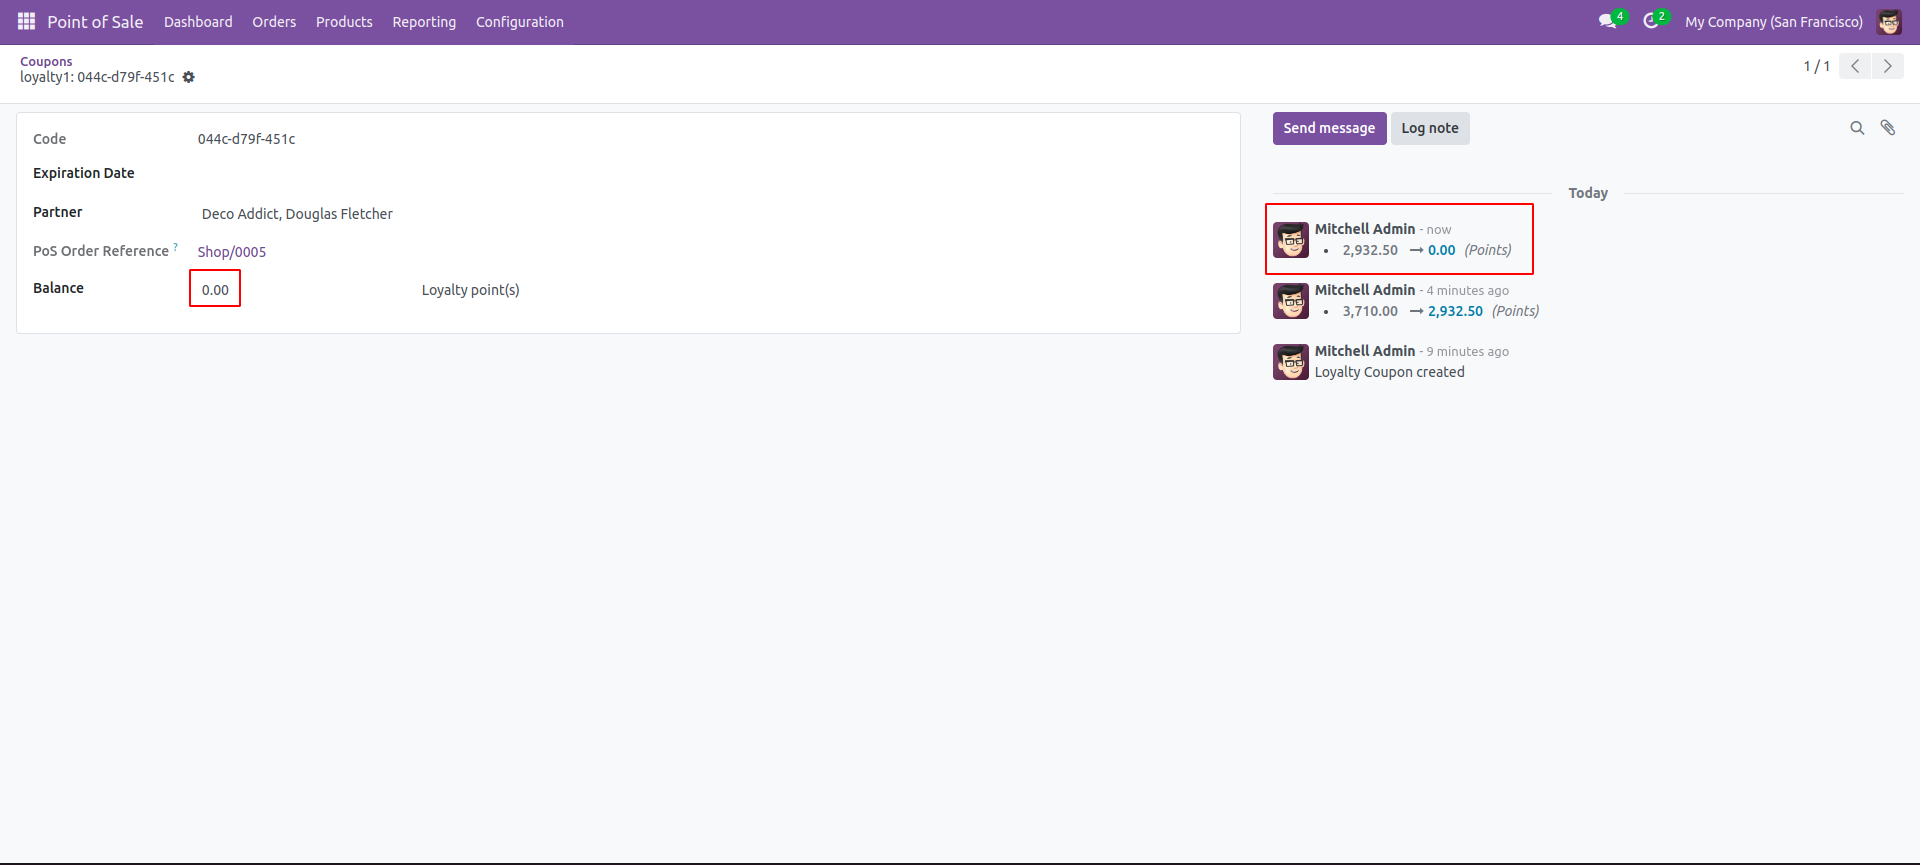 Point of Sale Dashboard Orders Products Reporting Configuration 4 2 My Company (San Francisco)
Coupons
loyalty1: 044c-d79f-451c
1 / 1
Code 044c-d79f-451c
Expiration Date
Partner Deco Addict, Douglas Fletcher
PoS Order Reference ? Shop/0005
Balance 0.00 Loyalty point(s)
Send message Log note
Today
Mitchell Admin - now
• 2,932.50 → 0.00 (Points)
Mitchell Admin - 4 minutes ago
• 3,710.00 → 2,932.50 (Points)
Mitchell Admin - 9 minutes ago
Loyalty Coupon created